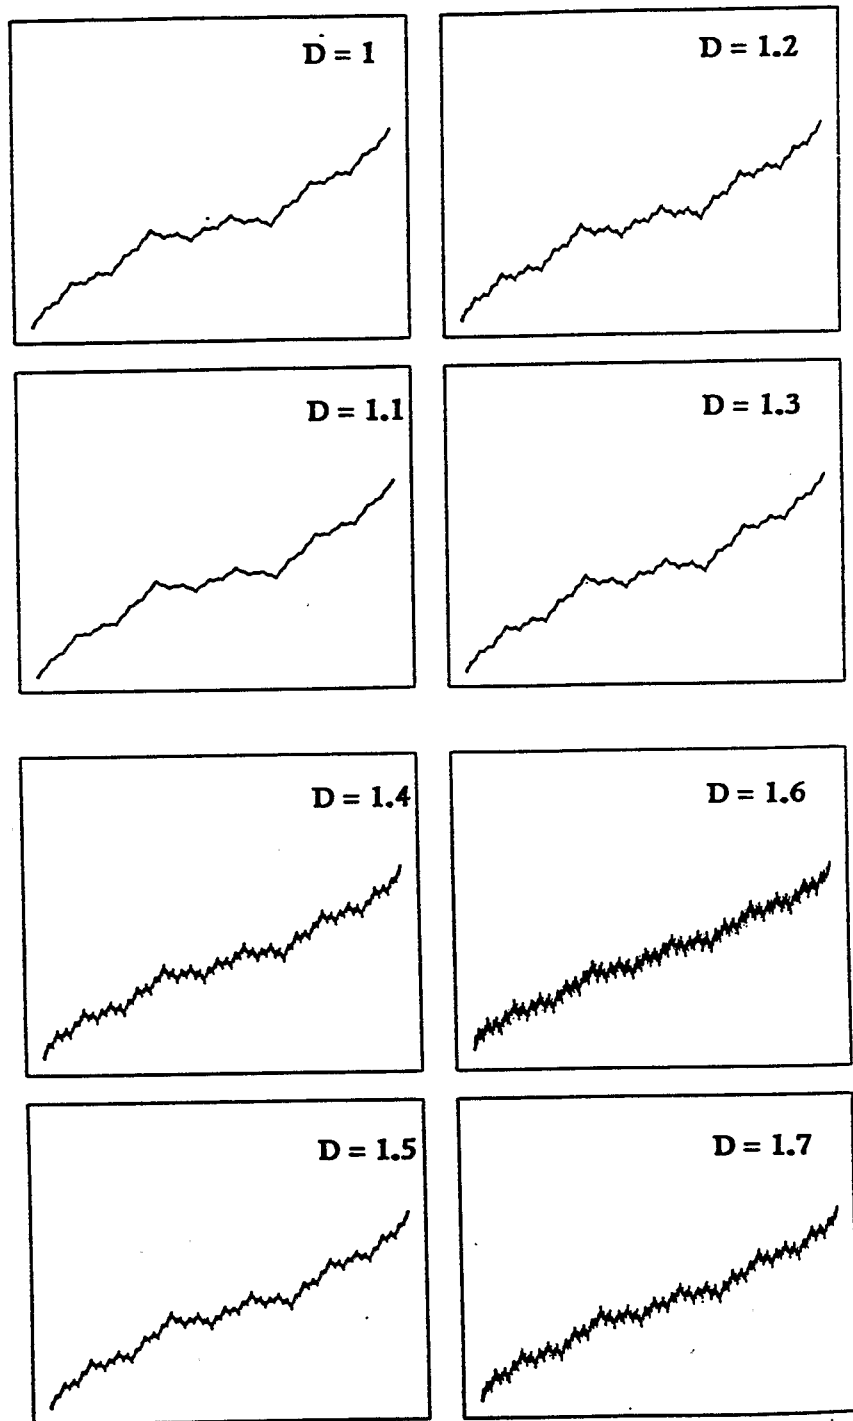 D = 1
D = 1.2
D = 1.1
D = 1.3
D = 1.4
D = 1.6
D = 1.5
D = 1.7